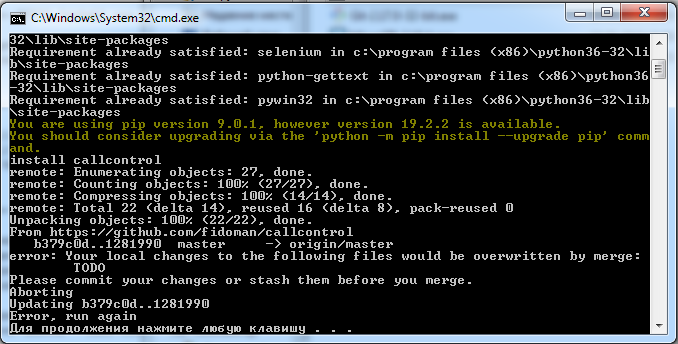 C:\Windows\System32\cmd.exe
32\lib\site-packages
Requirement already satisfied: selenium in c:\program files (x86)\python36-32\li
b\site-packages
Requirement already satisfied: python-gettext in c:\program files (x86)\python36
-32\lib\site-packages
Requirement already satisfied: pywin32 in c:\program files (x86)\python36-32\lib
\site-packages
You are using pip version 9.0.1, however version 19.2.2 is available.
You should consider upgrading via the 'python -m pip install --upgrade pip' comm
and.
install callcontrol
remote: Enumerating objects: 27, done.
remote: Counting objects: 100% (27/27), done.
remote: Compressing objects: 100% (14/14), done.
remote: Total 22 (delta 14), reused 16 (delta 8), pack-reused 0
Unpacking objects: 100% (22/22), done.
From https://github.com/fidoman/callcontrol
b379c0d..1281990  master     -> origin/master
error: Your local changes to the following files would be overwritten by merge:
TODO
Please commit your changes or stash them before you merge.
Aborting
Updating b379c0d..1281990
Error, run again
Для продолжения нажмите любую клавишу . . .